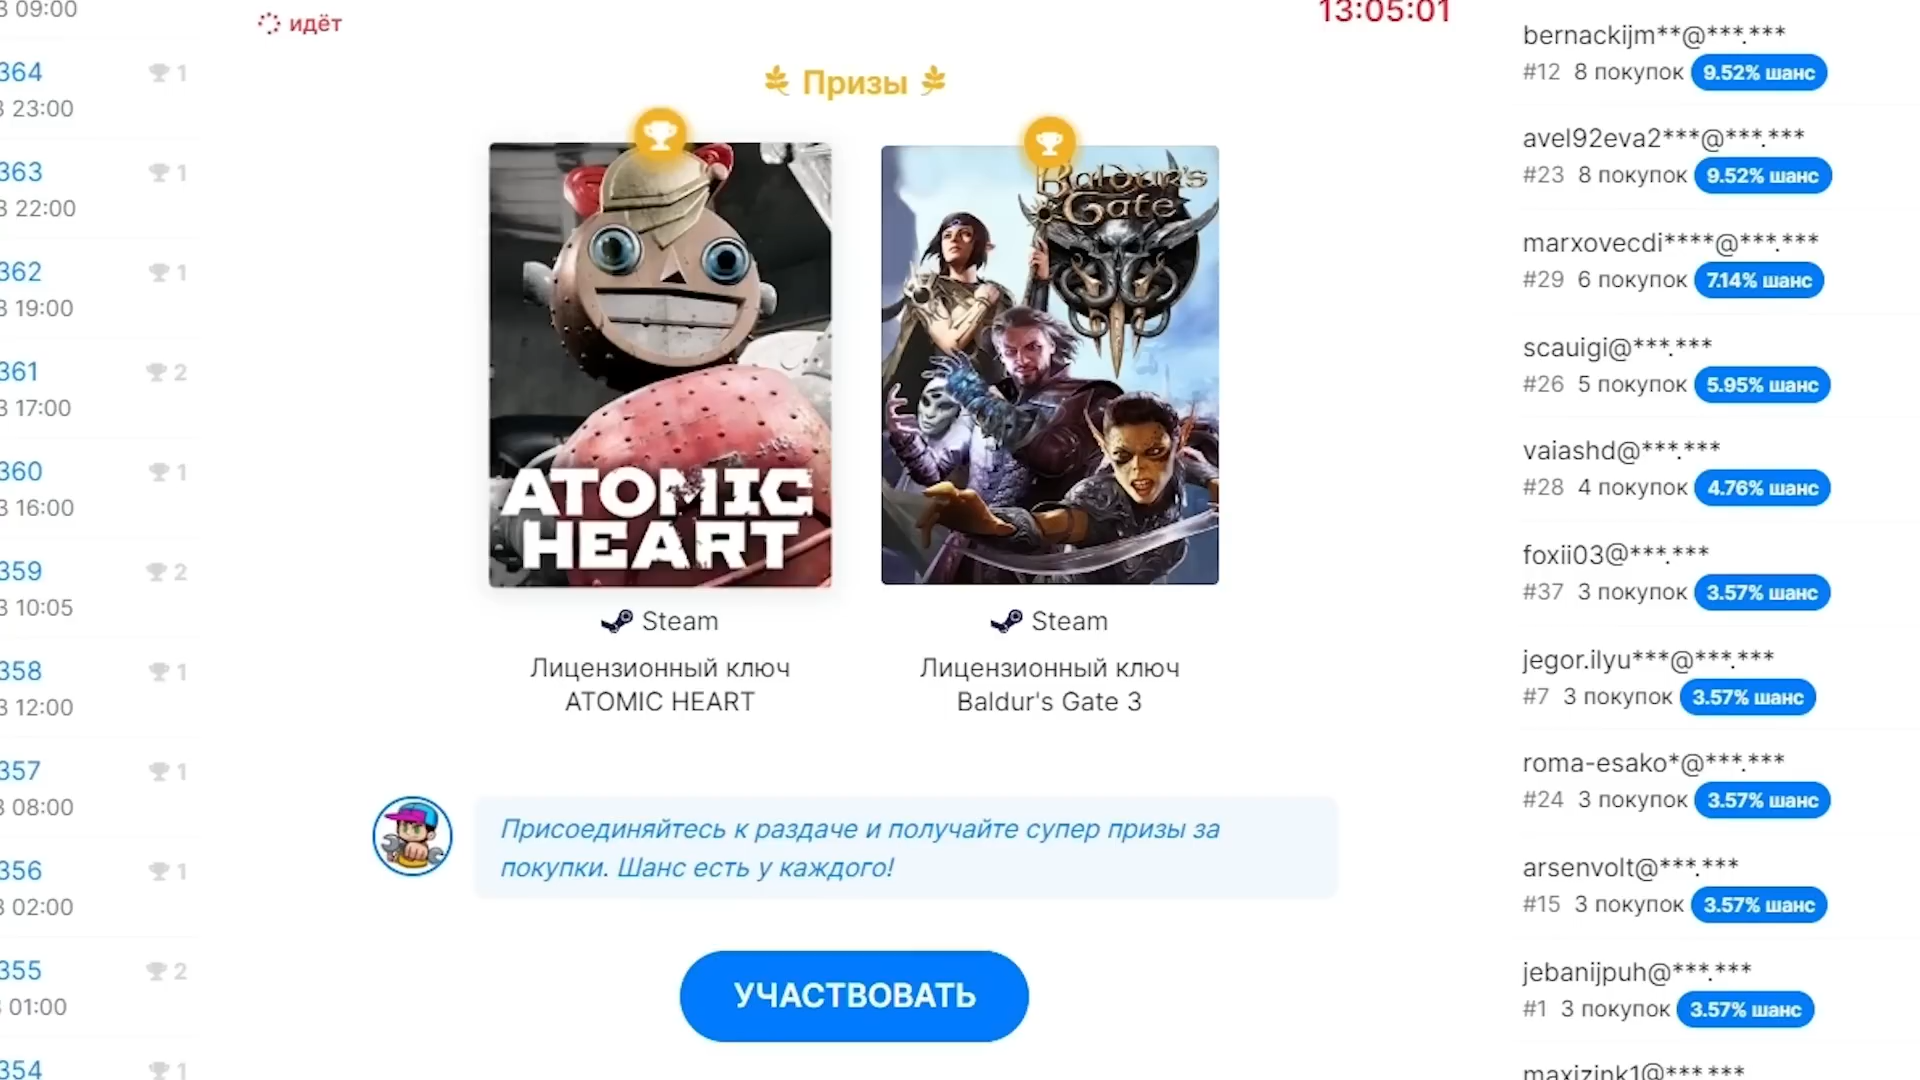 3 09:00
364
1
3 23:00
363
1
3 22:00
362
1
3 19:00
361
2
3 17:00
360
1
3 16:00
359
2
3 10:05
358
1
3 12:00
357
1
3 08:00
356
1
3 02:00
355
2
01:00
354
1
идёт
13:05:01
Призы
ATOMIC
HEART
Baldur's
Gate
Steam
Steam
Лицензионный ключ
ATOMIC HEART
Лицензионный ключ
Baldur's Gate 3
Присоединяйтесь к раздаче и получайте супер призы за
покупки. Шанс есть у каждого!
УЧАСТВОВАТЬ
bernackijm**@***.***
#12 8 покупок 9.52% шанс
avel92eva2***@***.***
#23 8 покупок 9.52% шанс
marxovecdi****@***.***
#29 6 покупок 7.14% шанс
scauigi@***.***
#26 5 покупок 5.95% шанс
vaiashd@***.***
#28 4 покупок 4.76% шанс
foxii03@***.***
#37 3 покупок 3.57% шанс
jegor.ilyu***@***.***
#7 3 покупок 3.57% шанс
roma-esako*@***.***
#24 3 покупок 3.57% шанс
arsenvolt@***.***
#15 3 покупок 3.57% шанс
jebanijpuh@***.***
#1 3 покупок 3.57% шанс
maxizink1@***.***